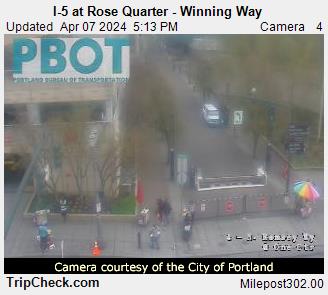 I-5 at Rose Quarter - Winning Way
Updated Apr 07 2024 5:13 PM Camera 4
PBOT
PORTLAND BUREAU OF TRANSPORTATION
Camera courtesy of the City of Portland
TripCheck.com Milepost302.00